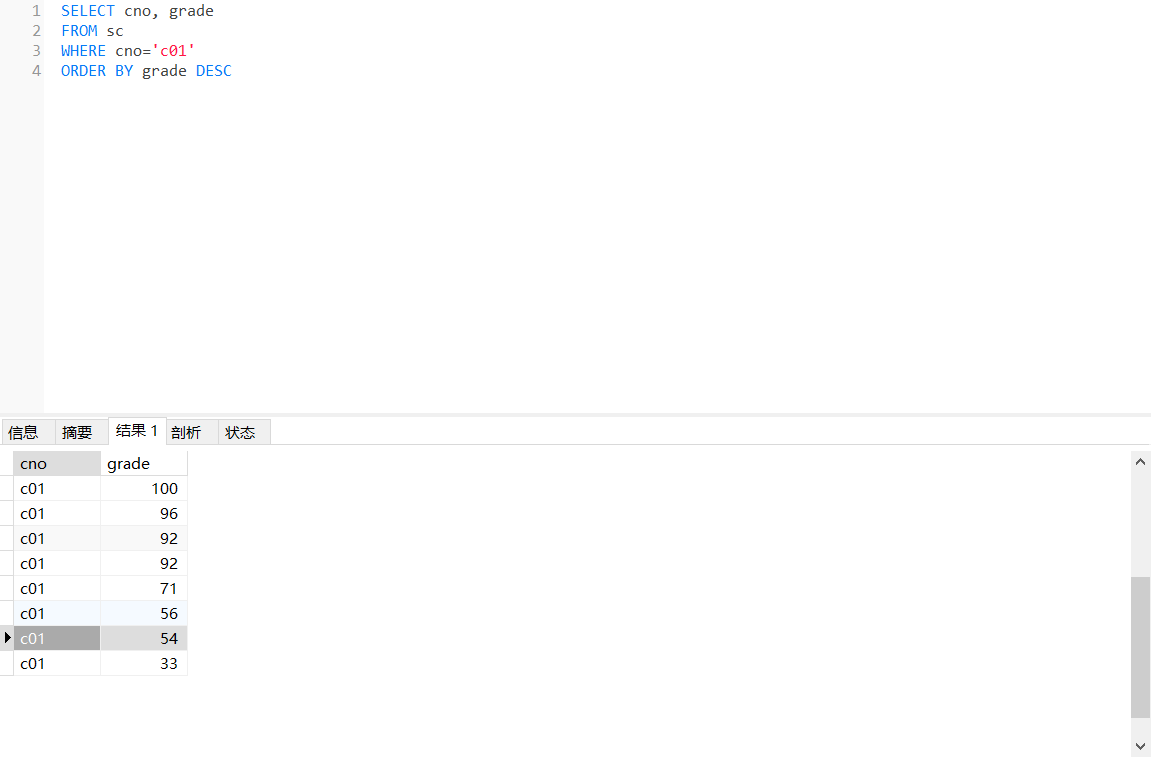 1 SELECT cno, grade
2 FROM sc
3 WHERE cno='c01'
4 ORDER BY grade DESC
信息 摘要 结果 1 剖析 状态
cno grade
c01 100
c01 96
c01 92
c01 92
c01 71
c01 56
c01 54
c01 33